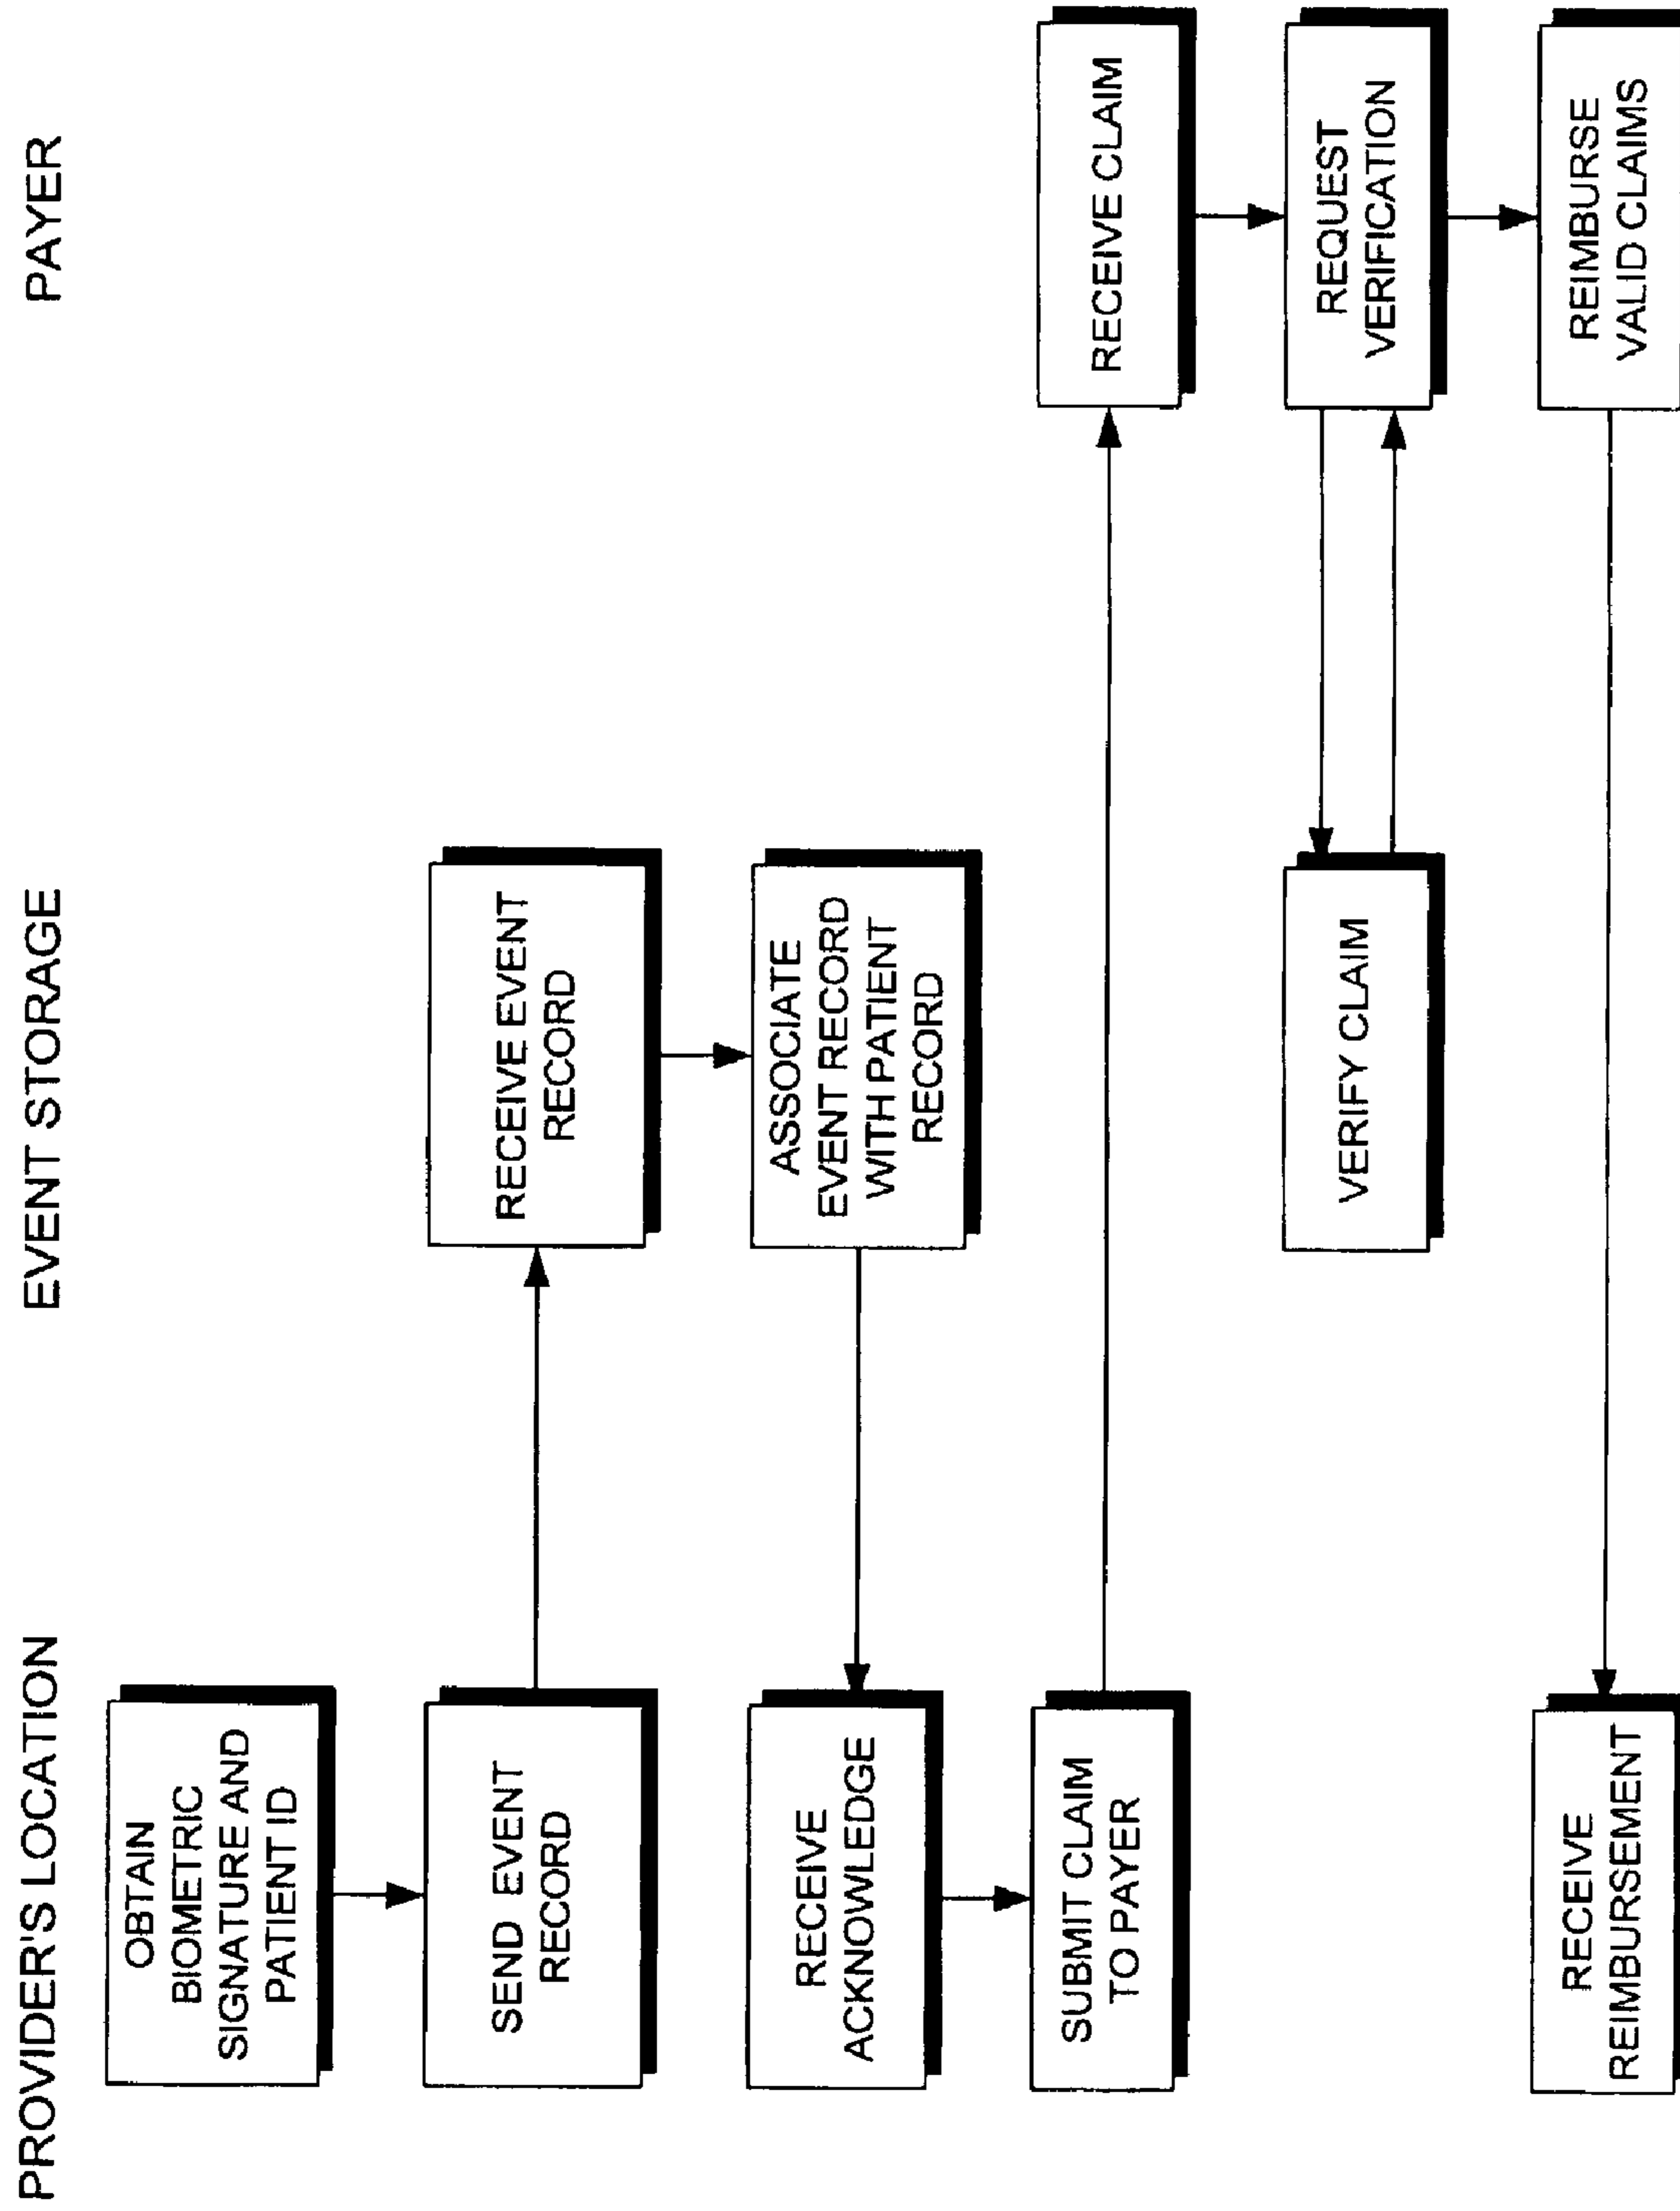 PROVIDER'S LOCATION
EVENT STORAGE
PAYER
OBTAIN
BIOMETRIC
SIGNATURE AND
PATIENT ID
SEND EVENT
RECORD
RECEIVE EVENT
RECORD
ASSOCIATE
EVENT RECORD
WITH PATIENT
RECORD
RECEIVE
ACKNOWLEDGE
SUBMIT CLAIM
TO PAYER
RECEIVE CLAIM
REQUEST
VERIFICATION
VERIFY CLAIM
REIMBURSE
VALID CLAIMS
RECEIVE
REIMBURSEMENT